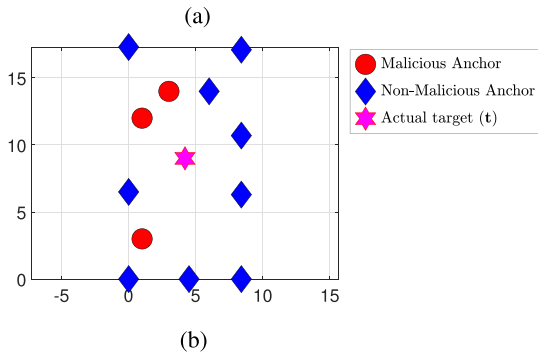 (a)
15
10
5
0
-5 0 5 10 15
Malicious Anchor
Non-Malicious Anchor
Actual target (t)
(b)